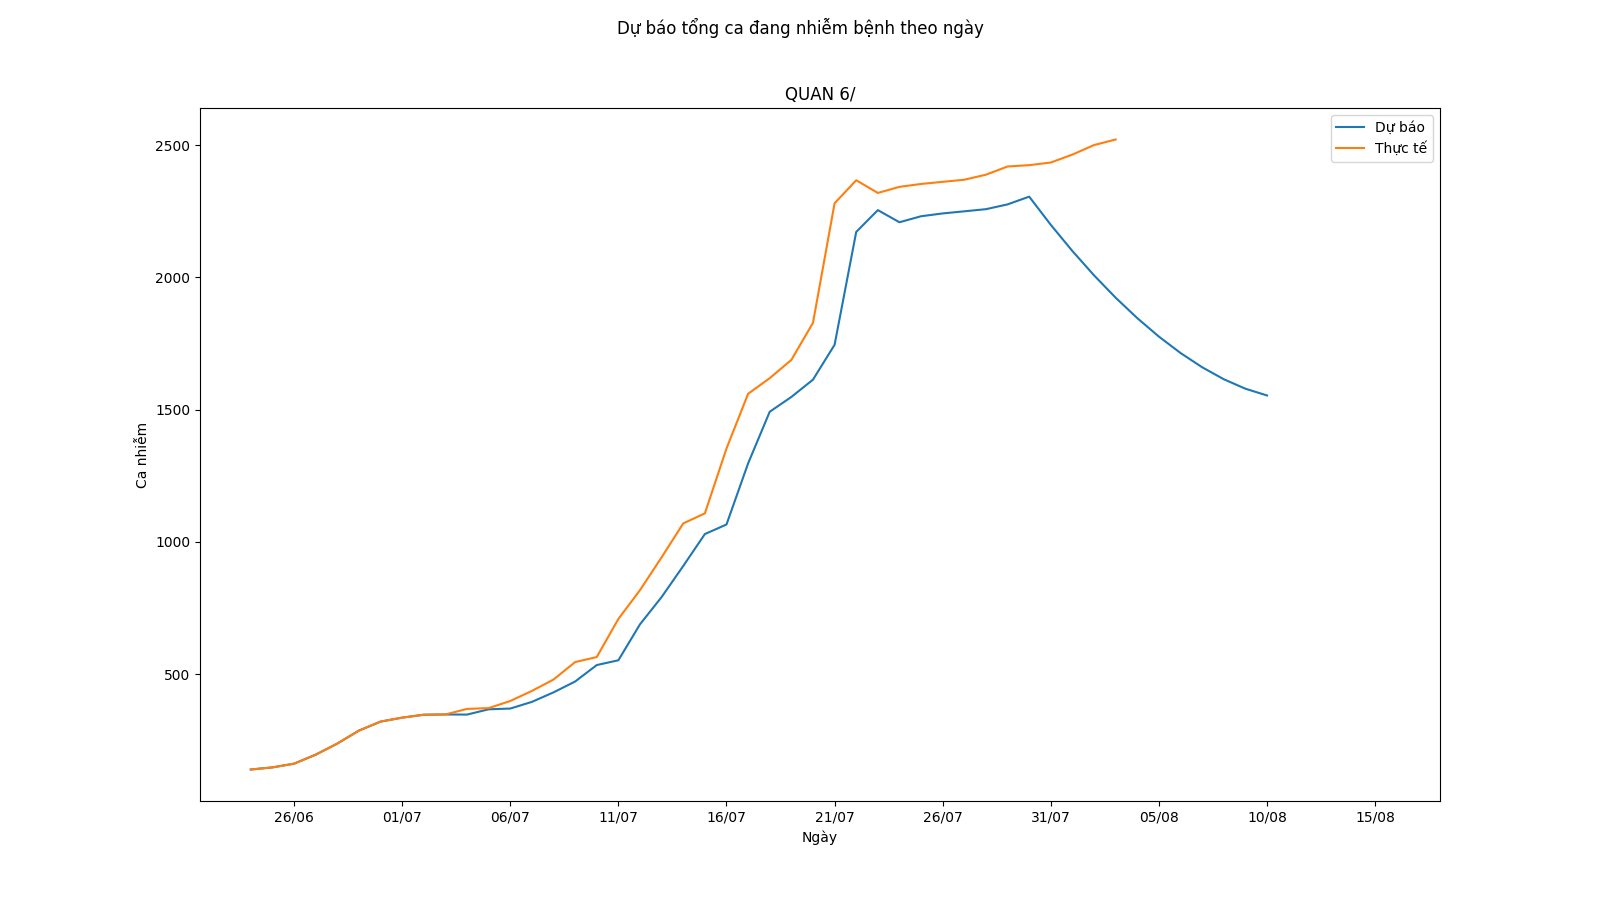 Dự báo tổng ca đang nhiễm bệnh theo ngày
QUAN 6/
Dự báo
Thực tế
2500
2000
1500
1000
500
Ca nhiễm
26/06 01/07 06/07 11/07 16/07 21/07 26/07 31/07 05/08 10/08 15/08
Ngày